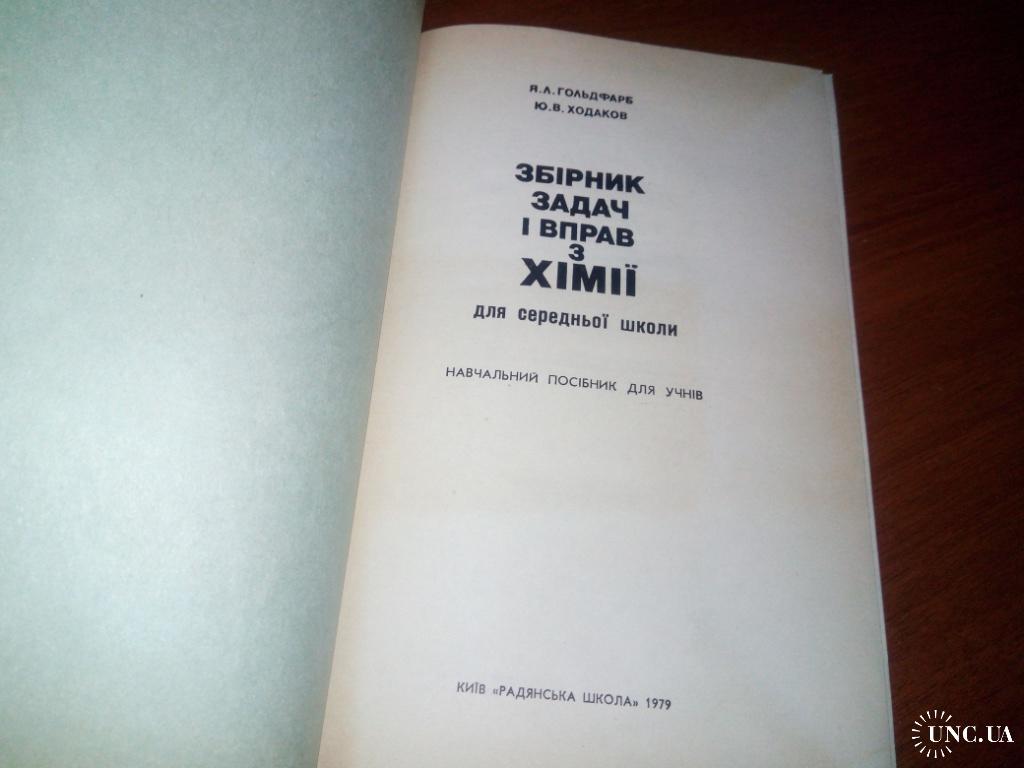 Я.Л. ГОЛЬДФАРБ
Ю.В. ХОДАКОВ
ЗБІРНИК
ЗАДАЧ
І ВПРАВ
З
ХІМІЇ
для середньої школи
НАВЧАЛЬНИЙ ПОСІБНИК ДЛЯ УЧНІВ
КИЇВ «РАДЯНСЬКА ШКОЛА» 1979
UNC.UA